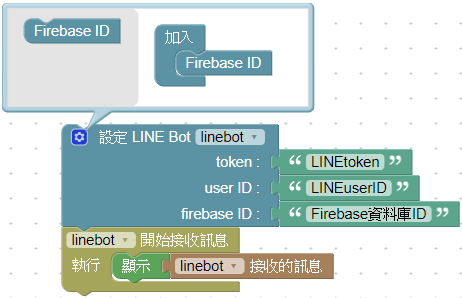 Firebase ID
加入
Firebase ID
設定 LINE Bot linebot
token : “ LINEtoken ”
user ID : “ LINEuserID ”
firebase ID : “ Firebase資料庫ID ”
linebot 開始接收訊息
執行 顯示 linebot 接收的訊息